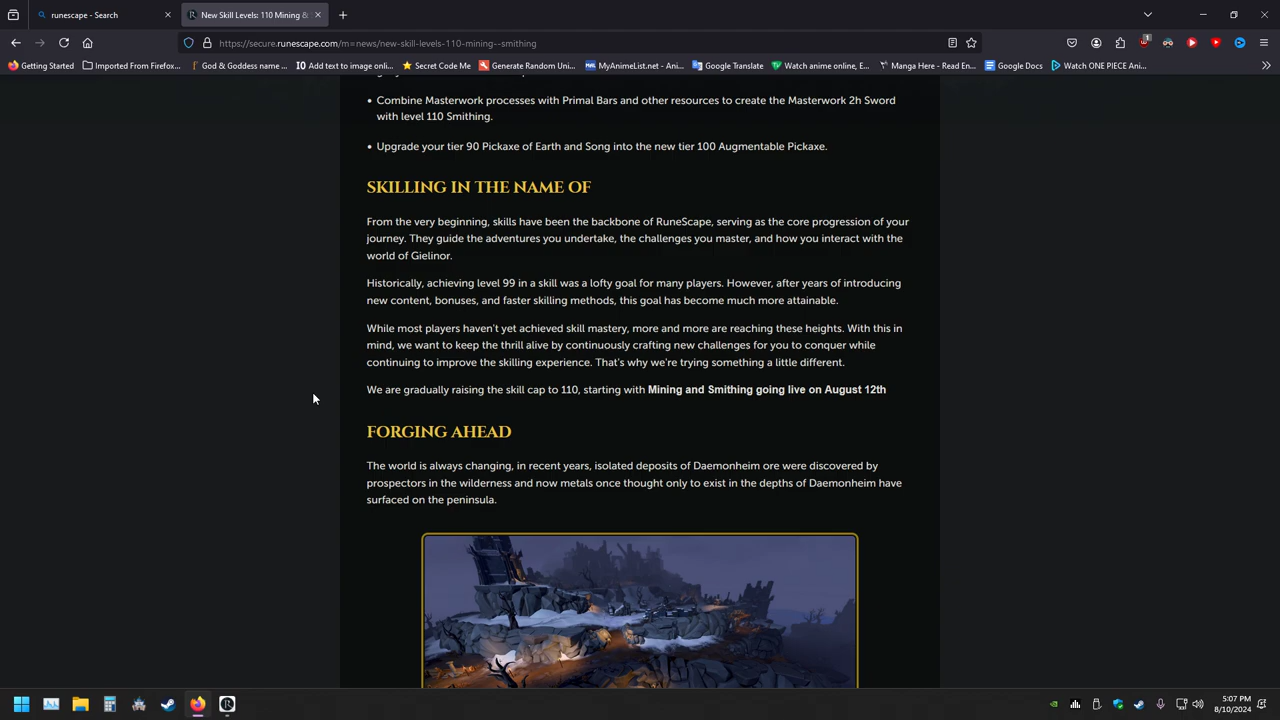 runescape - Search
New Skill Levels: 110 Mining &
https://secure.runescape.com/m=news/new-skill-levels-110-mining--smithing
Getting Started
Imported From Firefox...
God & Goddess name ...
Add text to image onli...
Secret Code Me
Generate Random Uni...
MyAnimeList.net - Ani...
Google Translate
Watch anime online, E...
Manga Here - Read En...
Google Docs
Watch ONE PIECE Ani...
• Combine Masterwork processes with Primal Bars and other resources to create the Masterwork 2h Sword
with level 110 Smithing.
• Upgrade your tier 90 Pickaxe of Earth and Song into the new tier 100 Augmentable Pickaxe.
SKILLING IN THE NAME OF
From the very beginning, skills have been the backbone of RuneScape, serving as the core progression of your
journey. They guide the adventures you undertake, the challenges you master, and how you interact with the
world of Gielinor.
Historically, achieving level 99 in a skill was a lofty goal for many players. However, after years of introducing
new content, bonuses, and faster skilling methods, this goal has become much more attainable.
While most players haven't yet achieved skill mastery, more and more are reaching these heights. With this in
mind, we want to keep the thrill alive by continuously crafting new challenges for you to conquer while
continuing to improve the skilling experience. That's why we're trying something a little different.
We are gradually raising the skill cap to 110, starting with Mining and Smithing going live on August 12th
FORGING AHEAD
The world is always changing, in recent years, isolated deposits of Daemonheim ore were discovered by
prospectors in the wilderness and now metals once thought only to exist in the depths of Daemonheim have
surfaced on the peninsula.
5:07 PM
8/10/2024